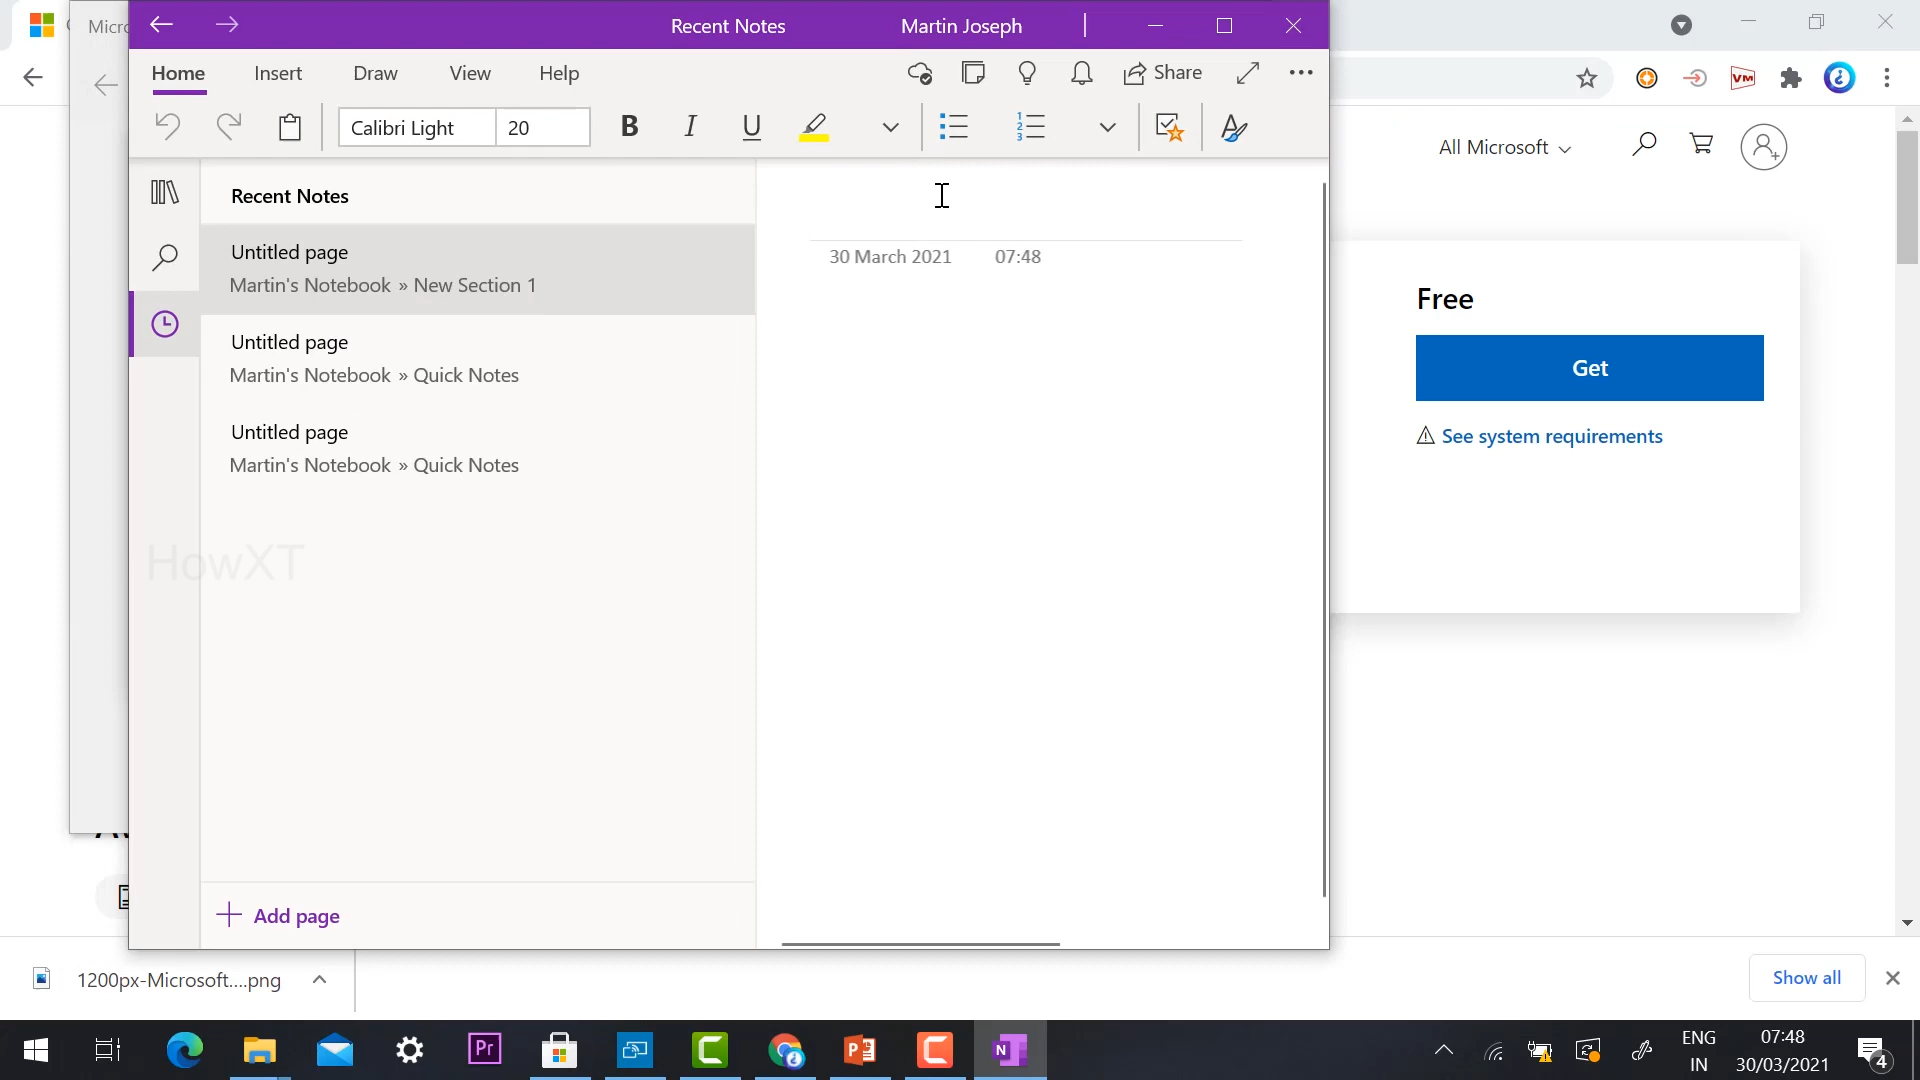 Micro
Recent Notes
Martin Joseph
Home
Insert
Draw
View
Help
Share
Calibri Light
20
B
I
U
All Microsoft
Recent Notes
Untitled page
Martin's Notebook » New Section 1
30 March 2021
07:48
Untitled page
Martin's Notebook » Quick Notes
Untitled page
Martin's Notebook » Quick Notes
Free
Get
See system requirements
HowXT
Add page
1200px-Microsoft....png
Show all
Pr
N
ENG
IN
07:48
30/03/2021
4